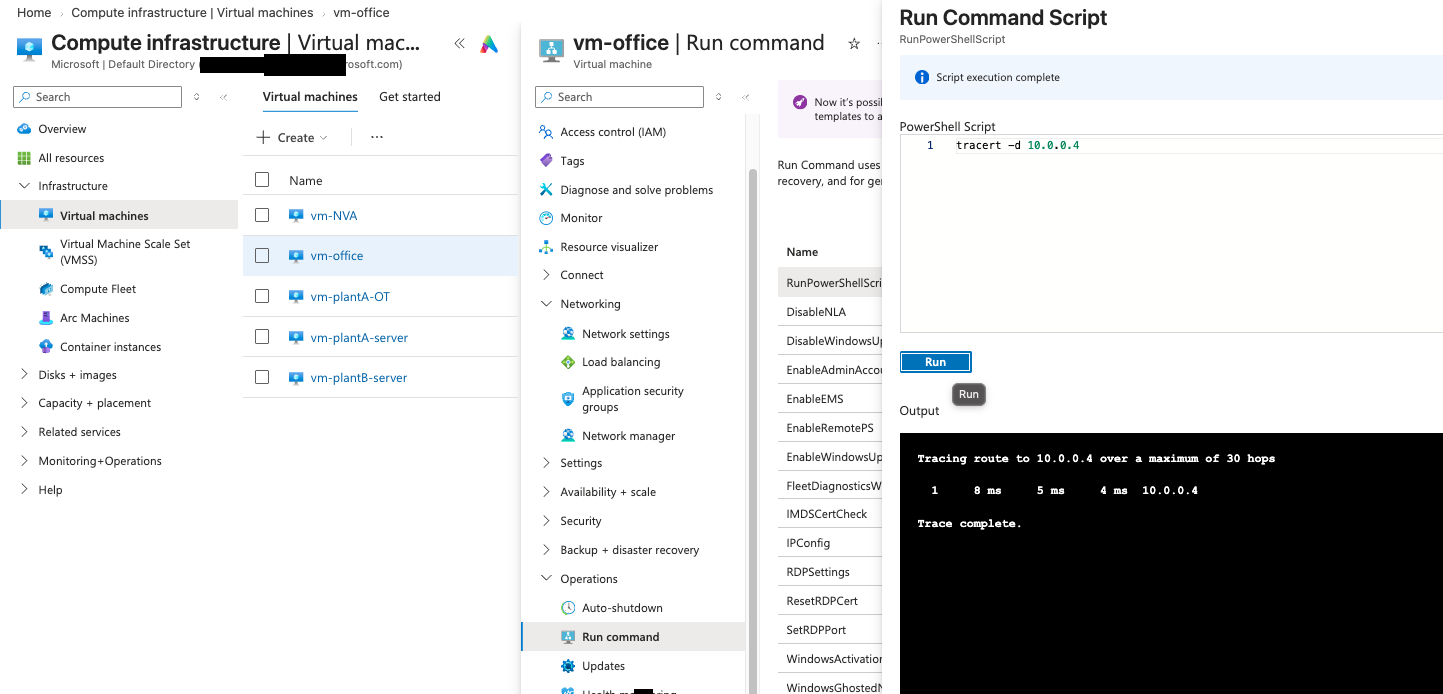 Home › Compute infrastructure | Virtual machines › vm-office
Compute infrastructure | Virtual mac...
Microsoft | Default Directory
rosoft.com)
Search
Overview
All resources
Infrastructure
Virtual machines
Virtual Machine Scale Set
(VMSS)
Compute Fleet
Arc Machines
Container instances
Disks + images
Capacity + placement
Related services
Monitoring+Operations
Help
Virtual machines
Get started
Create
Name
vm-NVA
vm-office
vm-plantA-OT
vm-plantA-server
vm-plantB-server
vm-office | Run command
Virtual machine
Search
Access control (IAM)
Tags
Diagnose and solve problems
Monitor
Resource visualizer
Connect
Networking
Network settings
Load balancing
Application security
groups
Network manager
Settings
Availability + scale
Security
Backup + disaster recovery
Operations
Auto-shutdown
Run command
Updates
Now it's possil
templates to a
Run Command uses
recovery, and for ge
Name
RunPowerShellScri
DisableNLA
DisableWindowsUp
EnableAdminAccou
EnableEMS
EnableRemotePS
EnableWindowsUp
FleetDiagnosticsW
IMDSCertCheck
IPConfig
RDPSettings
ResetRDPCert
SetRDPPort
WindowsActivation
WindowsGhostedN
Run Command Script
RunPowerShellScript
Script execution complete
PowerShell Script
1 tracert -d 10.0.0.4
Run
Run
Output
Tracing route to 10.0.0.4 over a maximum of 30 hops
1 8 ms 5 ms 4 ms 10.0.0.4
Trace complete.